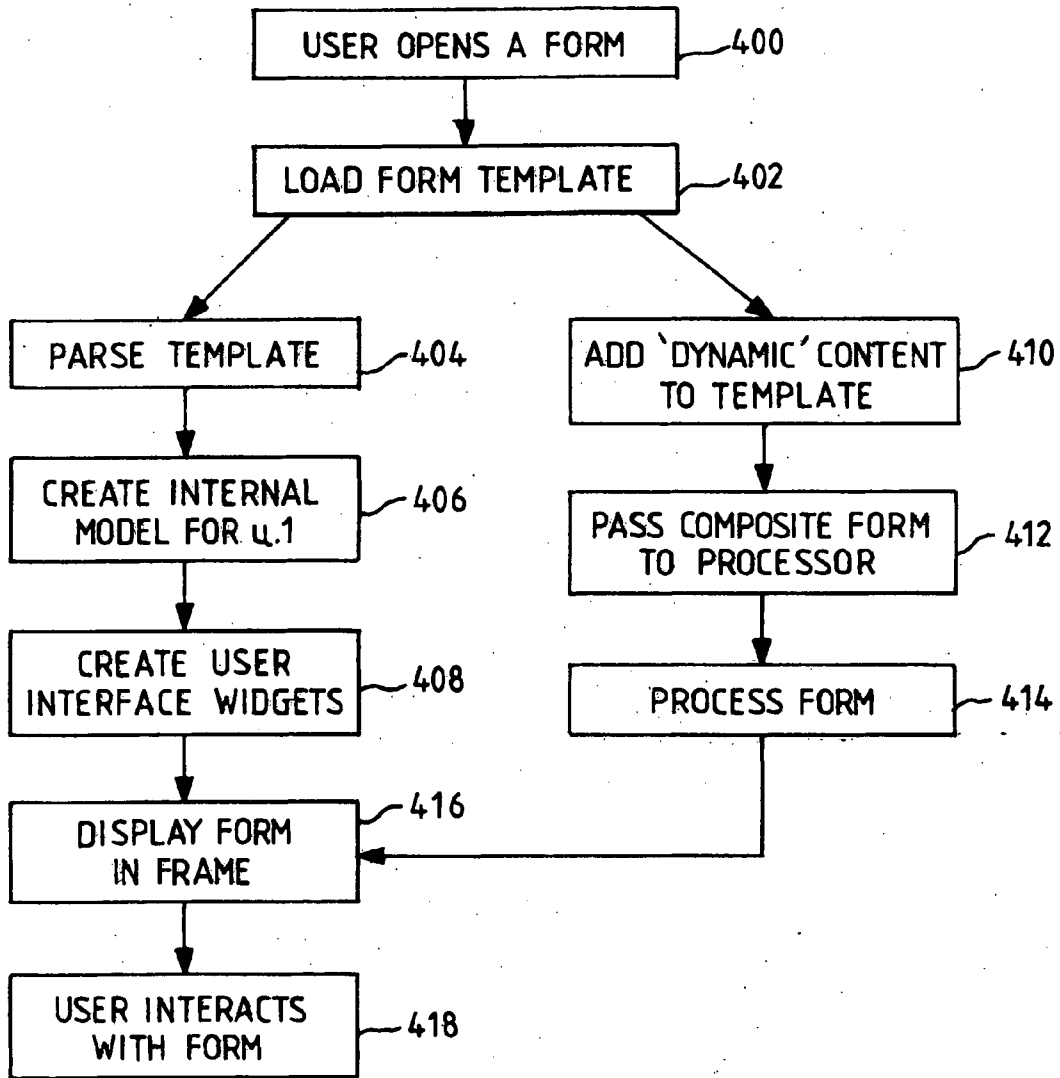 USER OPENS A FORM
400
LOAD FORM TEMPLATE
402
PARSE TEMPLATE
404
CREATE INTERNAL
MODEL FOR u.1
406
CREATE USER
INTERFACE WIDGETS
408
ADD 'DYNAMIC' CONTENT
TO TEMPLATE
410
PASS COMPOSITE FORM
TO PROCESSOR
412
PROCESS FORM
414
DISPLAY FORM
IN FRAME
416
USER INTERACTS
WITH FORM
418